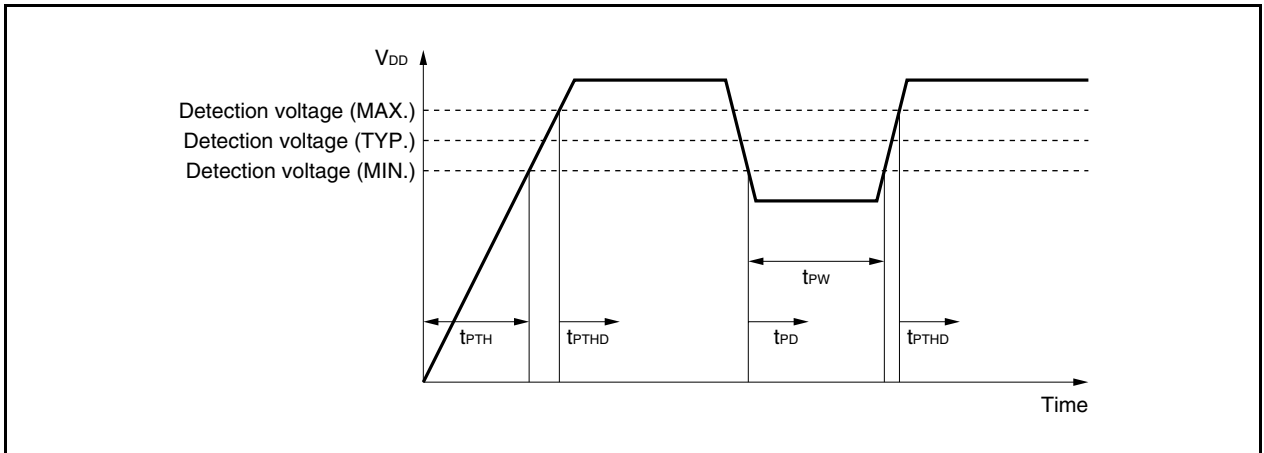 VDD
Detection voltage (MAX.)
Detection voltage (TYP.)
Detection voltage (MIN.)
tPW
tPTH
tPTHD
tPD
tPTHD
Time